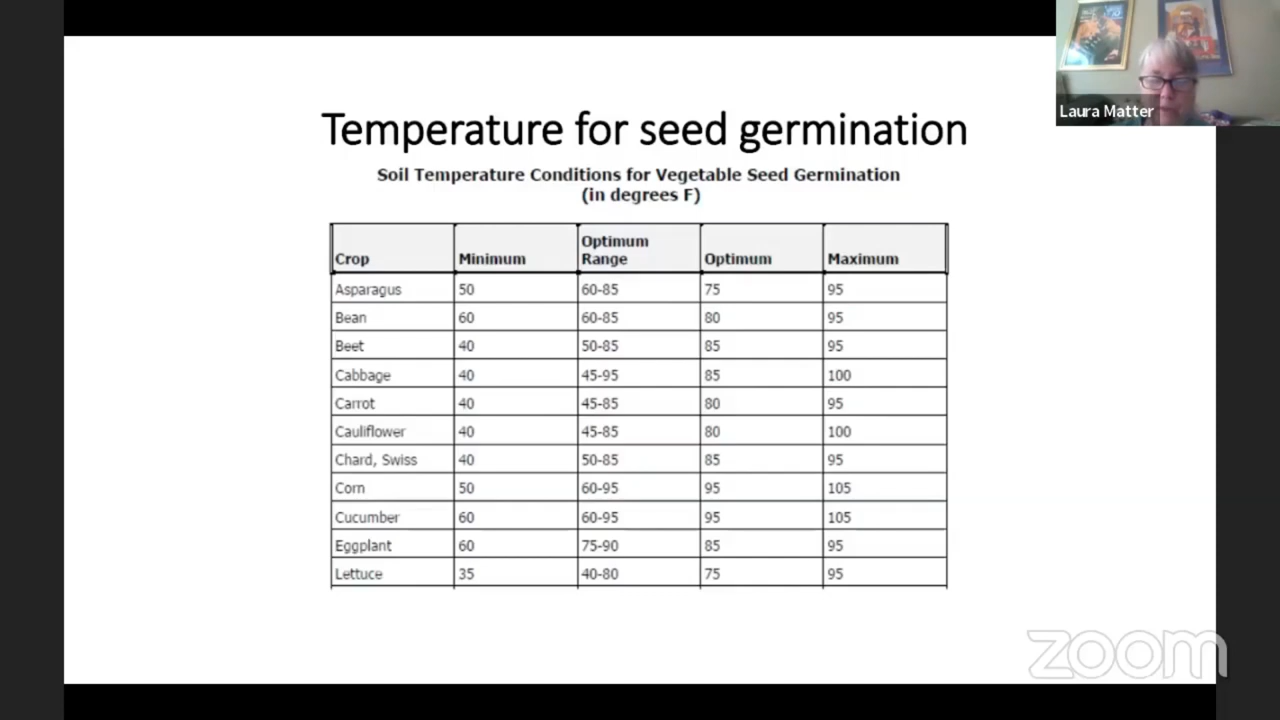 Laura Matter
Temperature for seed germination
Soil Temperature Conditions for Vegetable Seed Germination
(in degrees F)
Crop Minimum Optimum Range Optimum Maximum
Asparagus 50 60-85 75 95
Bean 60 60-85 80 95
Beet 40 50-85 85 95
Cabbage 40 45-95 85 100
Carrot 40 45-85 80 95
Cauliflower 40 45-85 80 100
Chard, Swiss 40 50-85 85 95
Corn 50 60-95 95 105
Cucumber 60 60-95 95 105
Eggplant 60 75-90 85 95
Lettuce 35 40-80 75 95
zoom